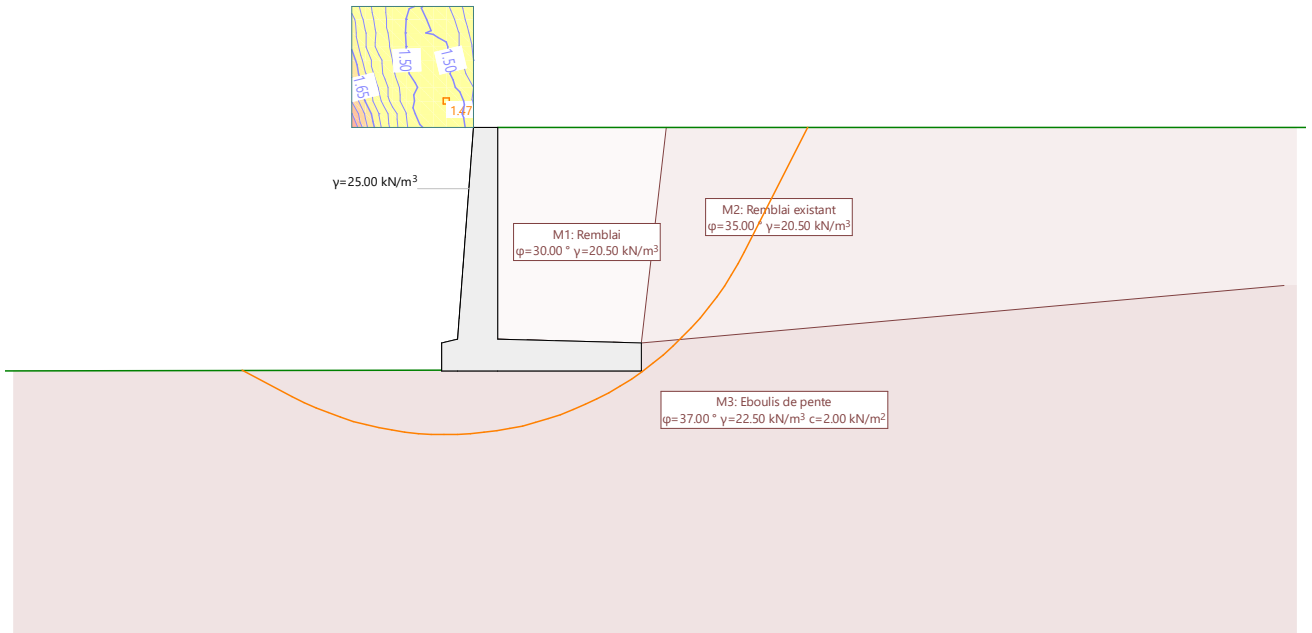 1.50
1.50
1.65
1.47
γ=25.00 kN/m³
M2: Remblai existant
φ=35.00 ° γ=20.50 kN/m³
M1: Remblai
φ=30.00 ° γ=20.50 kN/m³
M3: Eboulis de pente
φ=37.00 ° γ=22.50 kN/m³ c=2.00 kN/m²